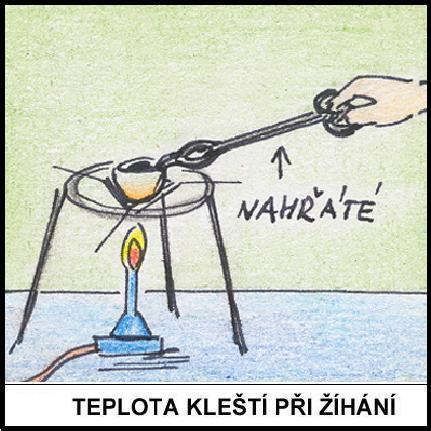 NAHŘÁTÉ
TEPLOTA KLEŠTÍ PŘI ŽÍHÁNÍ